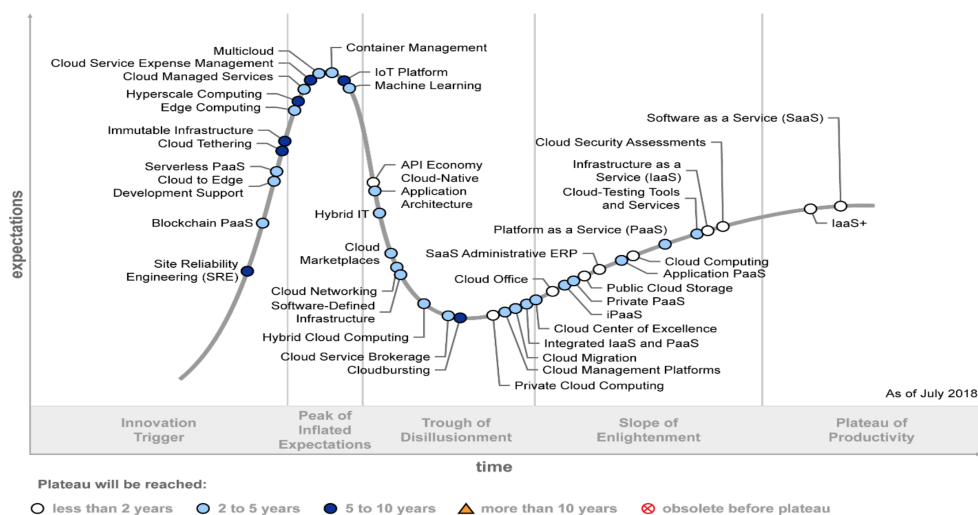 Multicloud
Container Management
Cloud Service Expense Management
IoT Platform
Cloud Managed Services
Machine Learning
Hyperscale Computing
Edge Computing
Immutable Infrastructure
Cloud Tethering
Serverless PaaS
Cloud to Edge
Development Support
Blockchain PaaS
Site Reliability
Engineering (SRE)
API Economy
Cloud-Native
Application
Architecture
Hybrid IT
Cloud
Marketplaces
Cloud Networking
Software-Defined
Infrastructure
Hybrid Cloud Computing
Cloud Service Brokerage
Cloudbursting
Software as a Service (SaaS)
Cloud Security Assessments
Infrastructure as a
Service (IaaS)
Cloud-Testing Tools
and Services
Platform as a Service (PaaS)
SaaS Administrative ERP
Cloud Office
IaaS+
Cloud Computing
Application PaaS
Public Cloud Storage
Private PaaS
iPaaS
Cloud Center of Excellence
Integrated IaaS and PaaS
Cloud Migration
Cloud Management Platforms
Private Cloud Computing
As of July 2018
expectations
Innovation
Trigger
Peak of
Inflated
Expectations
Trough of
Disillusionment
Slope of
Enlightenment
Plateau of
Productivity
time
Plateau will be reached:
less than 2 years
2 to 5 years
5 to 10 years
more than 10 years
obsolete before plateau